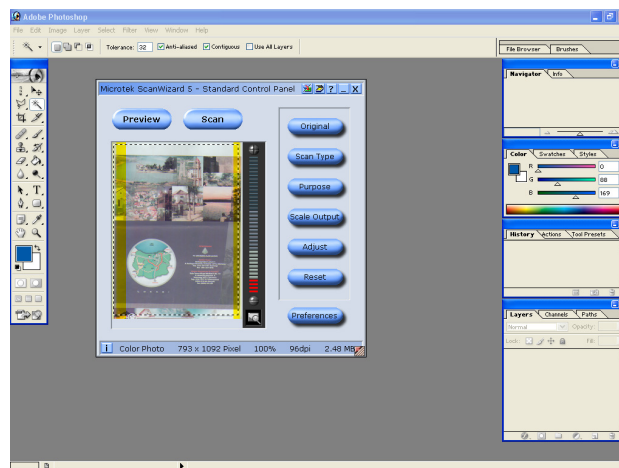 Adobe Photoshop
File Edit Image Layer Select Filter View Window Help
Tolerance: 32 Anti-aliased Contiguous Use All Layers
File Browser Brushes
Microtek ScanWizard 5 - Standard Control Panel ? _ X
Preview Scan
Original
Scan Type
Purpose
Scale Output
Adjust
Reset
Preferences
i Color Photo 793 x 1092 Pixel 100% 96dpi 2.48 MB
Navigator Info
Color Swatches Styles
R 0
G 88
B 169
History Actions Tool Presets
Layers Channels Paths
Normal Opacity:
Lock: Fill: